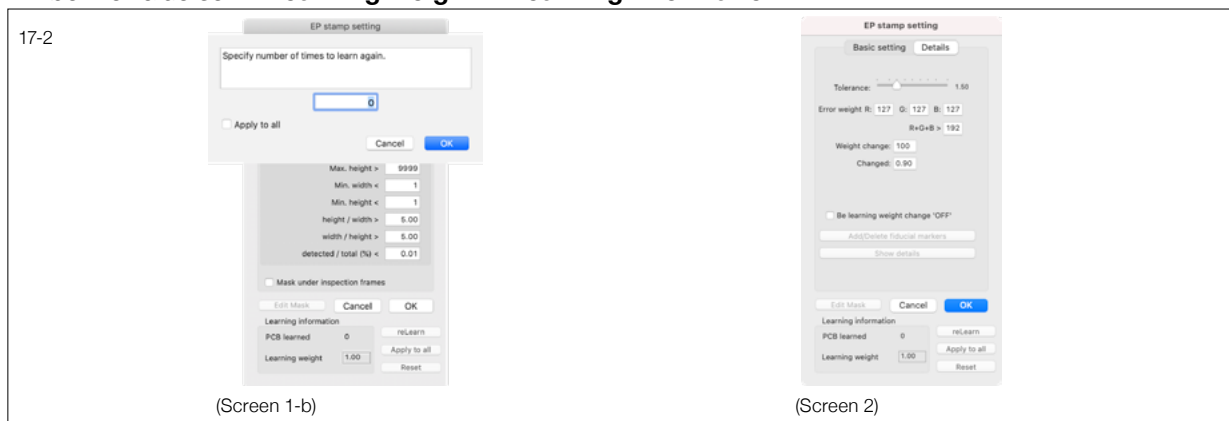 17-2
EP stamp setting
Specify number of times to learn again.
0
Apply to all
Cancel OK
Max. height > 9999
Min. width < 1
Min. height < 1
height / width > 5.00
width / height > 5.00
detected / total (%) < 0.01
Mask under inspection frames
Edit Mask Cancel OK
Learning information
PCB learned 0 reLearn
Learning weight 1.00 Apply to all
Reset
(Screen 1-b)
EP stamp setting
Basic setting Details
Tolerance: 1.50
Error weight R: 127 G: 127 B: 127
R+G+B > 192
Weight change: 100
Changed: 0.90
Be learning weight change "OFF"
Add/Delete fiducial markers
Show details
Edit Mask Cancel OK
Learning information
PCB learned 0 reLearn
Learning weight 1.00 Apply to all
Reset
(Screen 2)